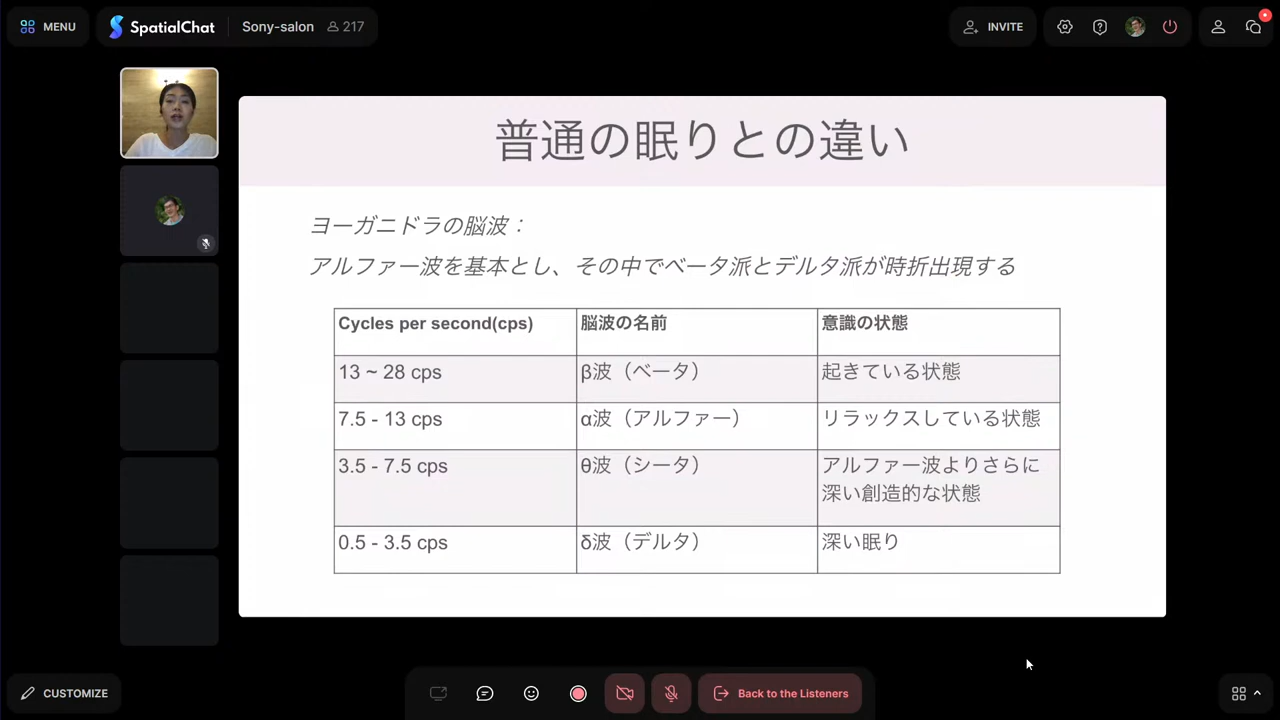 MENU
SpatialChat
Sony-salon 217
INVITE
普通の眠りとの違い
ヨーガニドラの脳波：
アルファー波を基本とし、その中でベータ派とデルタ派が時折出現する
Cycles per second(cps) 脳波の名前 意識の状態
13 ~ 28 cps β波（ベータ） 起きている状態
7.5 - 13 cps α波（アルファー） リラックスしている状態
3.5 - 7.5 cps θ波（シータ） アルファー波よりさらに
深い創造的な状態
0.5 - 3.5 cps δ波（デルタ） 深い眠り
CUSTOMIZE
Back to the Listeners